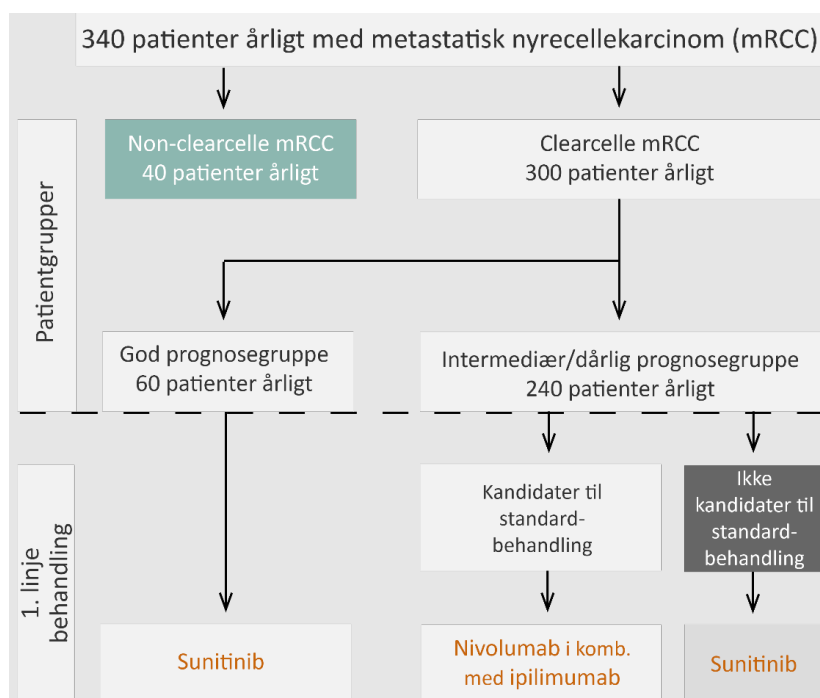 340 patienter årligt med metastatisk nyrecellekarcinom (mRCC)
Patientgrupper
Non-clearcelle mRCC
40 patienter årligt
Clearcelle mRCC
300 patienter årligt
God prognosegruppe
60 patienter årligt
Intermediær/dårlig prognosegruppe
240 patienter årligt
1. linje
behandling
Kandidater til
standard-
behandling
Ikke
kandidater til
standard-
behandling
Sunitinib
Nivolumab i komb.
med ipilimumab
Sunitinib